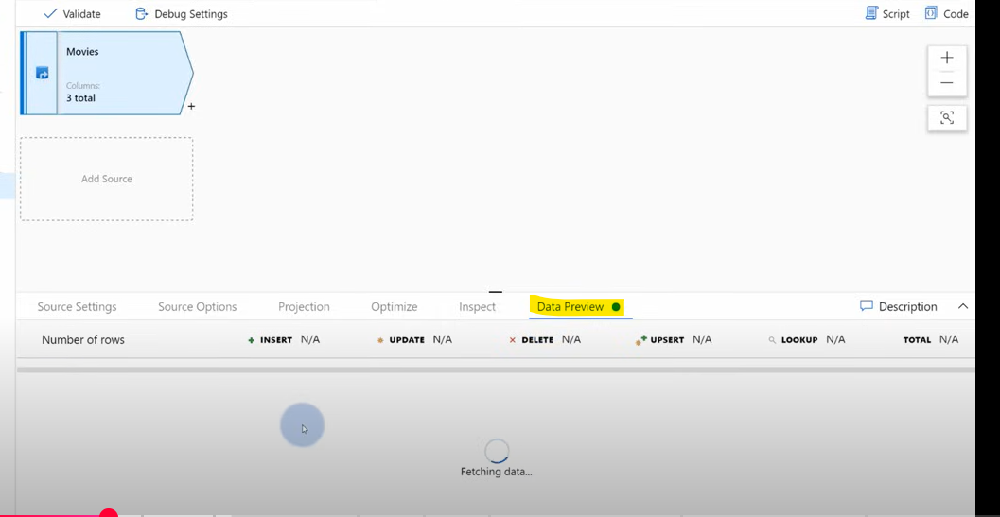 Validate Debug Settings Script Code
Movies
Columns:
3 total
Add Source
Source Settings Source Options Projection Optimize Inspect Data Preview Description
Number of rows INSERT N/A UPDATE N/A DELETE N/A UPSERT N/A LOOKUP N/A TOTAL N/A
Fetching data...